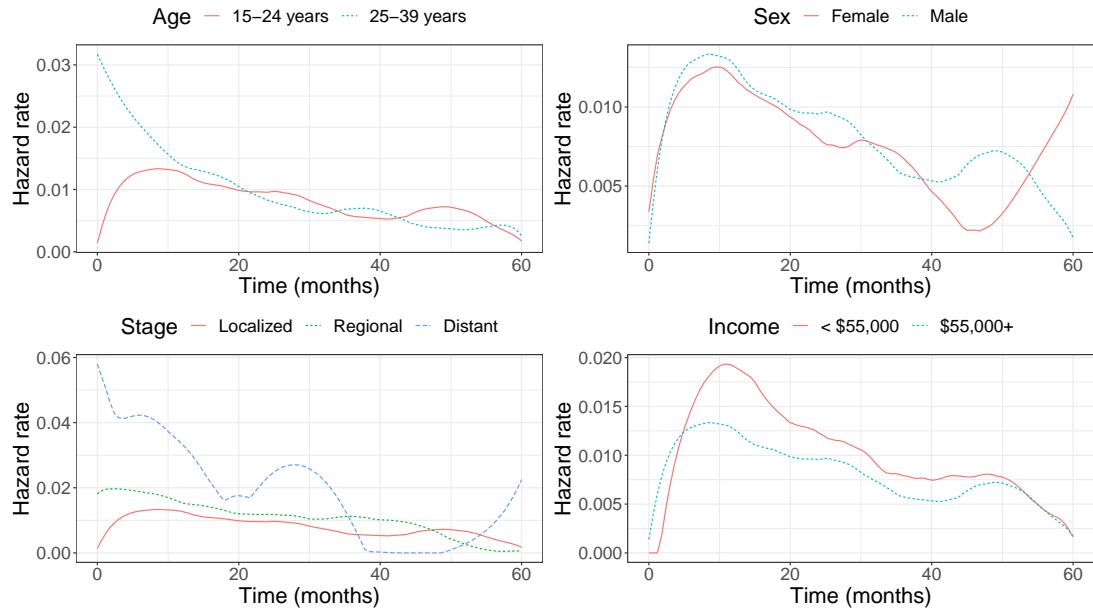 Age 15–24 years 25–39 years
Hazard rate
0.03
0.02
0.01
0.00
0 20 40 60
Time (months)
Sex Female Male
Hazard rate
0.010
0.005
0 20 40 60
Time (months)
Stage Localized Regional Distant
Hazard rate
0.06
0.04
0.02
0.00
0 20 40 60
Time (months)
Income < $55,000 $55,000+
Hazard rate
0.020
0.015
0.010
0.005
0.000
0 20 40 60
Time (months)